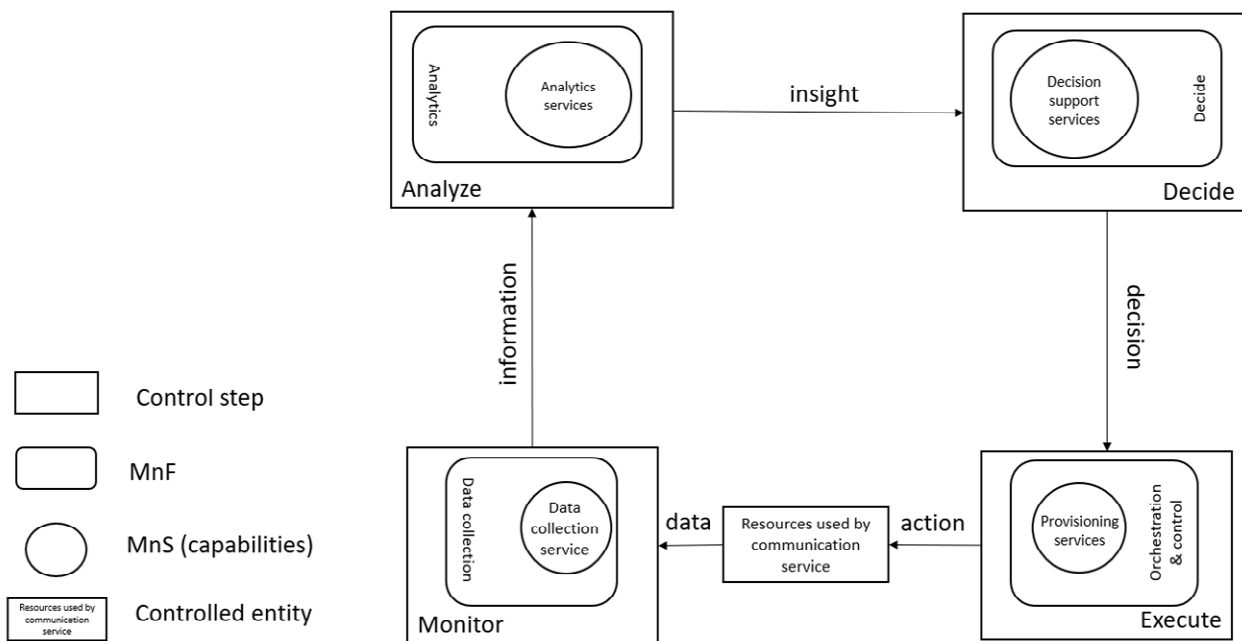 Analytics
Analytics
services
Analyze
insight
Decision
support
services
Decide
Decide
information
decision
Control step
MnF
MnS (capabilities)
Resources used by
communication
service
Controlled entity
Data collection
Data
collection
service
Monitor
data
Resources used by
communication
service
action
Provisioning
services
Orchestration
& control
Execute